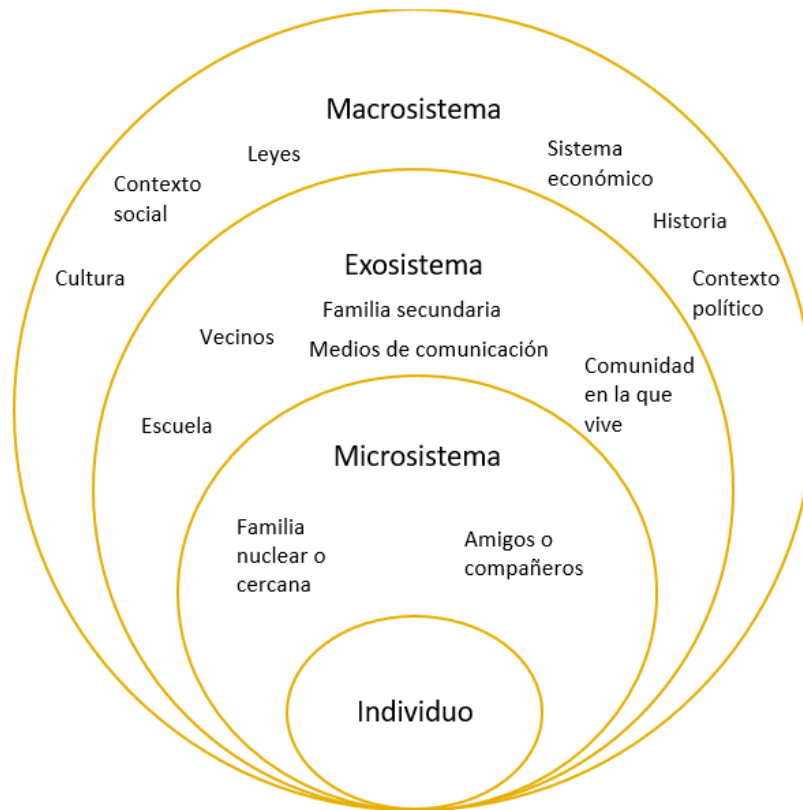 Macrosistema
Leyes
Sistema
económico
Contexto
social
Historia
Cultura
Contexto
político
Exosistema
Familia secundaria
Vecinos
Medios de comunicación
Comunidad
en la que
vive
Escuela
Microsistema
Familia
nuclear o
cercana
Amigos o
compañeros
Individuo